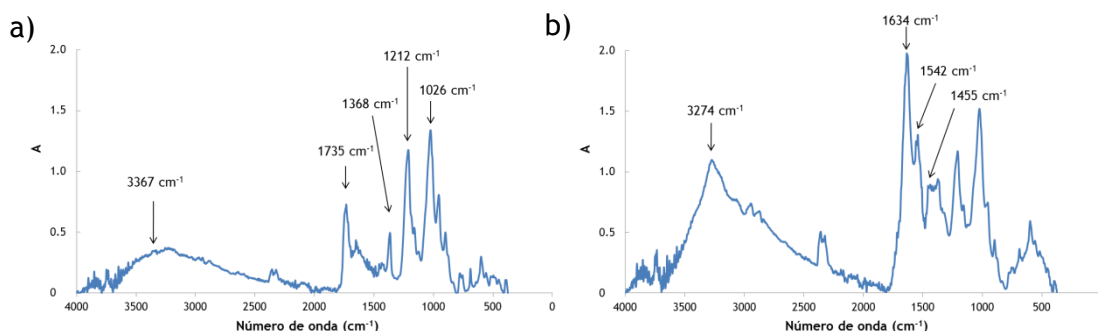 a)
2.0
1.5
1.0
0.5
0
A
3367 cm-1
1735 cm-1
1368 cm-1
1212 cm-1
1026 cm-1
4000 3500 3000 2500 2000 1500 1000 500 0
Número de onda (cm-1)
b)
2.0
1.5
1.0
0.5
0
A
3274 cm-1
1634 cm-1
1542 cm-1
1455 cm-1
4000 3500 3000 2500 2000 1500 1000 500 0
Número de onda (cm-1)